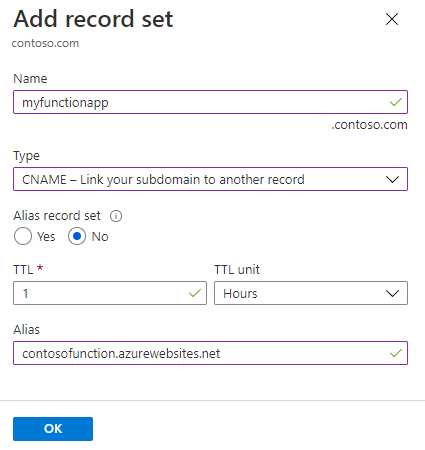 Add record set
contoso.com
Name
myfunctionapp
.contoso.com
Type
CNAME – Link your subdomain to another record
Alias record set
Yes No
TTL * TTL unit
1 Hours
Alias
contosofunction.azurewebsites.net
OK